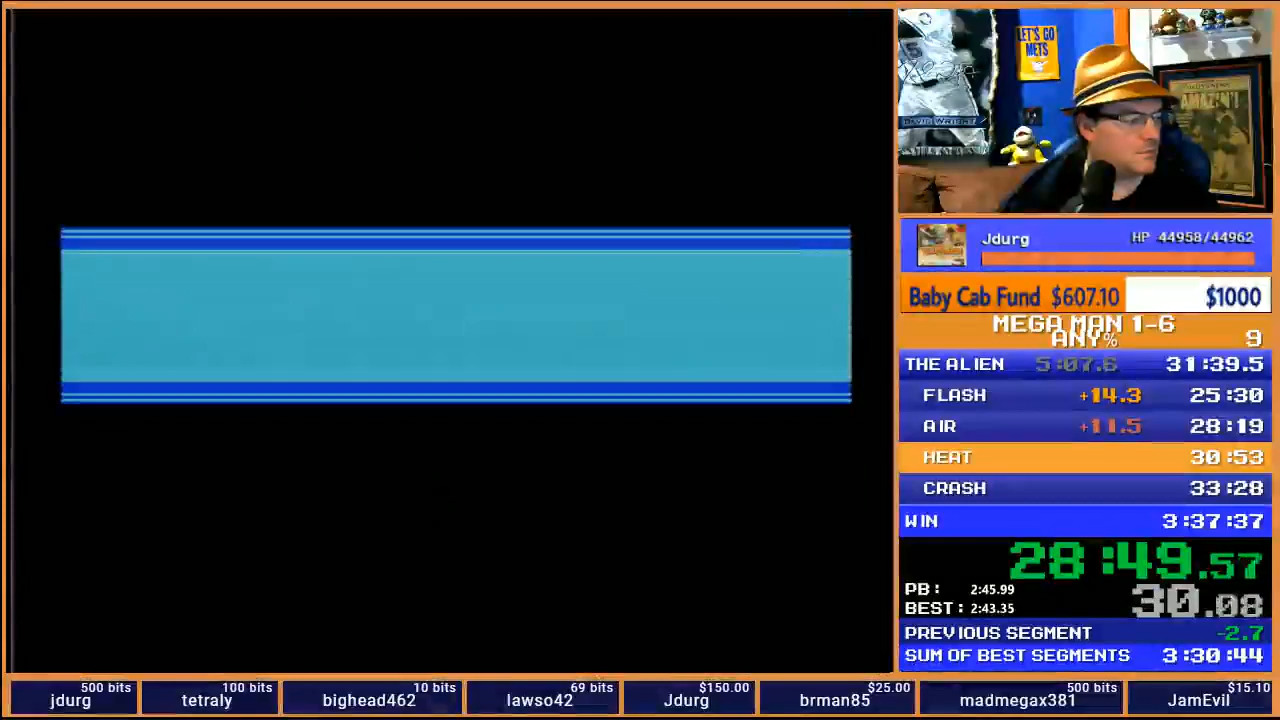 LET'S GO
METS
DAVID WRIGHT
AMAZIN'!
Jdurg HP 44958/44962
Baby Cab Fund $607.10 $1000
MEGA MAN 1-6
ANY% 9
THE ALIEN 5:07.6 31:39.5
FLASH +14.3 25:30
AIR +11.5 28:19
HEAT 30:53
CRASH 33:28
WIN 3:37:37
28:49.57
PB: 2:45.99
BEST: 2:43.35
30.08
PREVIOUS SEGMENT -2.7
SUM OF BEST SEGMENTS 3:30:44
500 bits
jdurg
100 bits
tetraly
10 bits
bighead462
69 bits
lawso42
$150.00
Jdurg
$25.00
brman85
500 bits
madmegax381
$15.10
JamEvil